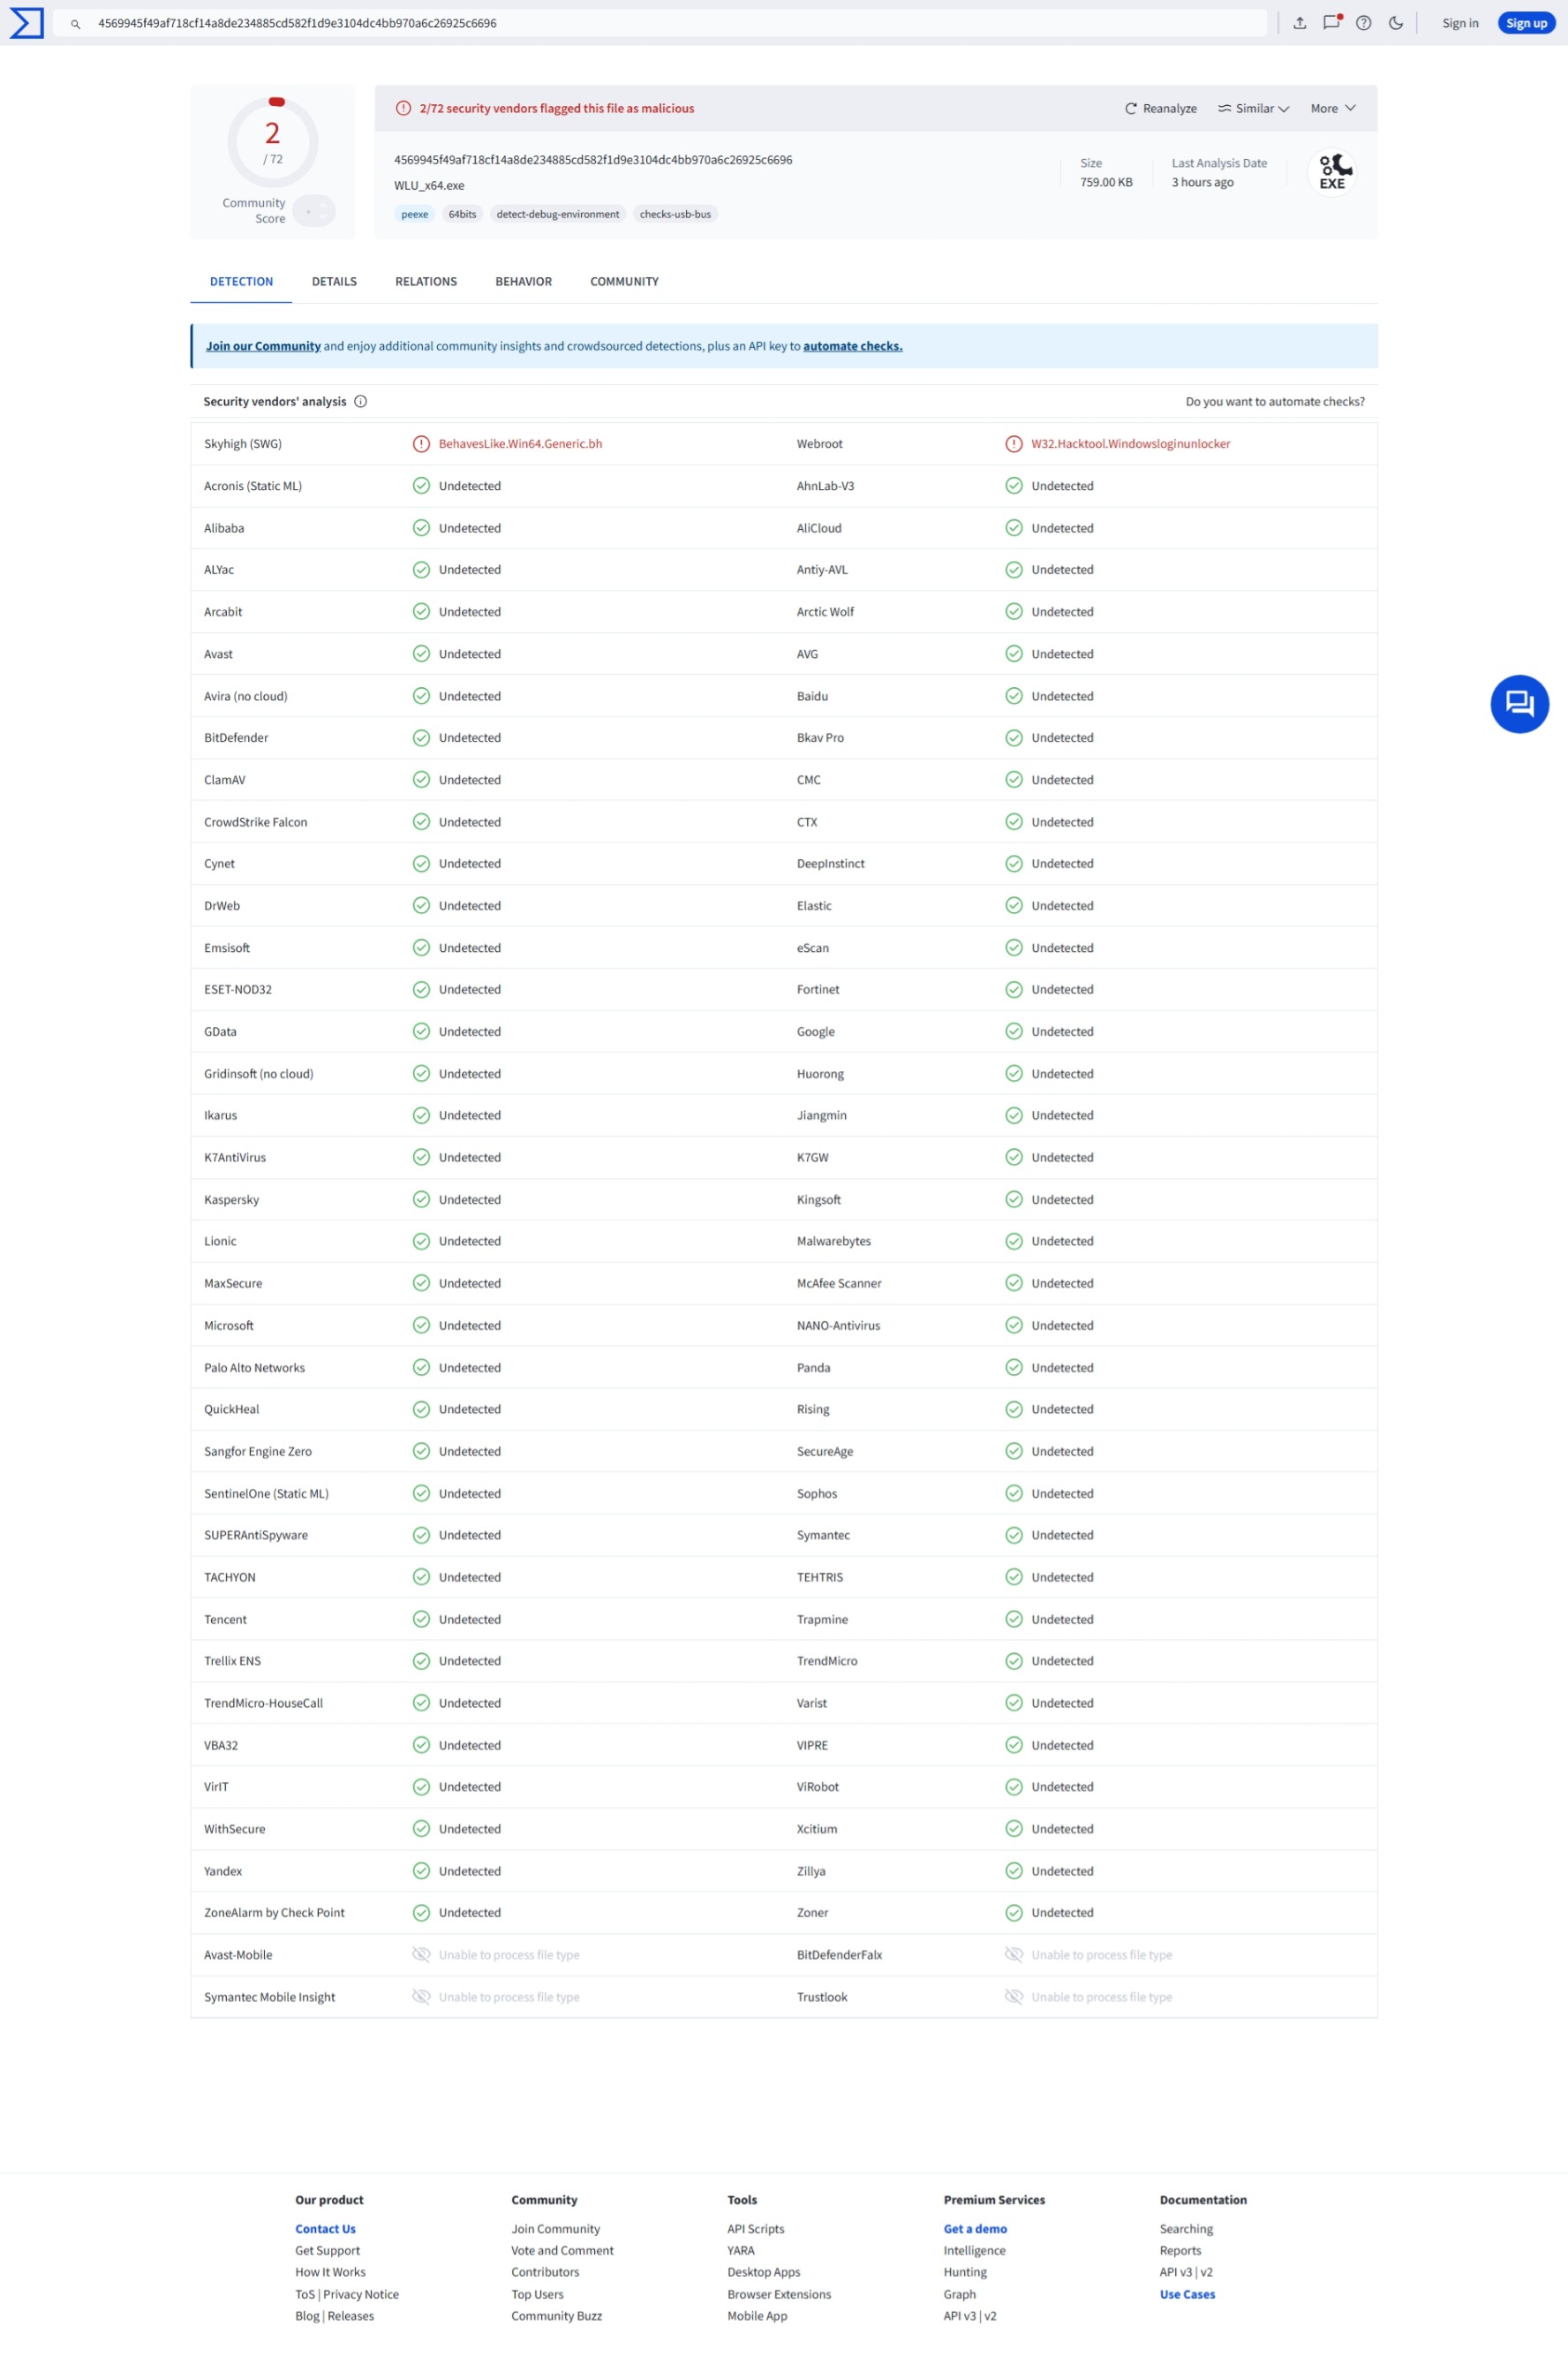 4569945f49af718cf14a8de234885cd582f1d9e3104dc4bb970a6c26925c6696
Sign in
Sign up
2
/ 72
Community
Score
2/72 security vendors flagged this file as malicious
Reanalyze
Similar
More
4569945f49af718cf14a8de234885cd582f1d9e3104dc4bb970a6c26925c6696
WLU_x64.exe
peexe 64bits detect-debug-environment checks-usb-bus
Size
759.00 KB
Last Analysis Date
3 hours ago
EXE
DETECTION DETAILS RELATIONS BEHAVIOR COMMUNITY
Join our Community and enjoy additional community insights and crowdsourced detections, plus an API key to automate checks.
Security vendors' analysis Do you want to automate checks?
Skyhigh (SWG) BehavesLike.Win64.Generic.bh Webroot W32.Hacktool.Windowsloginunlocker
Acronis (Static ML) Undetected AhnLab-V3 Undetected
Alibaba Undetected AliCloud Undetected
ALYac Undetected Antiy-AVL Undetected
Arcabit Undetected Arctic Wolf Undetected
Avast Undetected AVG Undetected
Avira (no cloud) Undetected Baidu Undetected
BitDefender Undetected Bkav Pro Undetected
ClamAV Undetected CMC Undetected
CrowdStrike Falcon Undetected CTX Undetected
Cynet Undetected DeepInstinct Undetected
DrWeb Undetected Elastic Undetected
Emsisoft Undetected eScan Undetected
ESET-NOD32 Undetected Fortinet Undetected
GData Undetected Google Undetected
Gridinsoft (no cloud) Undetected Huorong Undetected
Ikarus Undetected Jiangmin Undetected
K7AntiVirus Undetected K7GW Undetected
Kaspersky Undetected Kingsoft Undetected
Lionic Undetected Malwarebytes Undetected
MaxSecure Undetected McAfee Scanner Undetected
Microsoft Undetected NANO-Antivirus Undetected
Palo Alto Networks Undetected Panda Undetected
QuickHeal Undetected Rising Undetected
Sangfor Engine Zero Undetected SecureAge Undetected
SentinelOne (Static ML) Undetected Sophos Undetected
SUPERAntiSpyware Undetected Symantec Undetected
TACHYON Undetected TEHTRIS Undetected
Tencent Undetected Trapmine Undetected
Trellix ENS Undetected TrendMicro Undetected
TrendMicro-HouseCall Undetected Varist Undetected
VBA32 Undetected VIPRE Undetected
VirIT Undetected ViRobot Undetected
WithSecure Undetected Xcitium Undetected
Yandex Undetected Zillya Undetected
ZoneAlarm by Check Point Undetected Zoner Undetected
Avast-Mobile Unable to process file type BitDefenderFalx Unable to process file type
Symantec Mobile Insight Unable to process file type Trustlook Unable to process file type
Our product Community Tools Premium Services Documentation
Contact Us Join Community API Scripts Get a demo Searching
Get Support Vote and Comment YARA Intelligence Reports
How It Works Contributors Desktop Apps Hunting API v3 | v2
ToS | Privacy Notice Top Users Browser Extensions Graph Use Cases
Blog | Releases Community Buzz Mobile App API v3 | v2